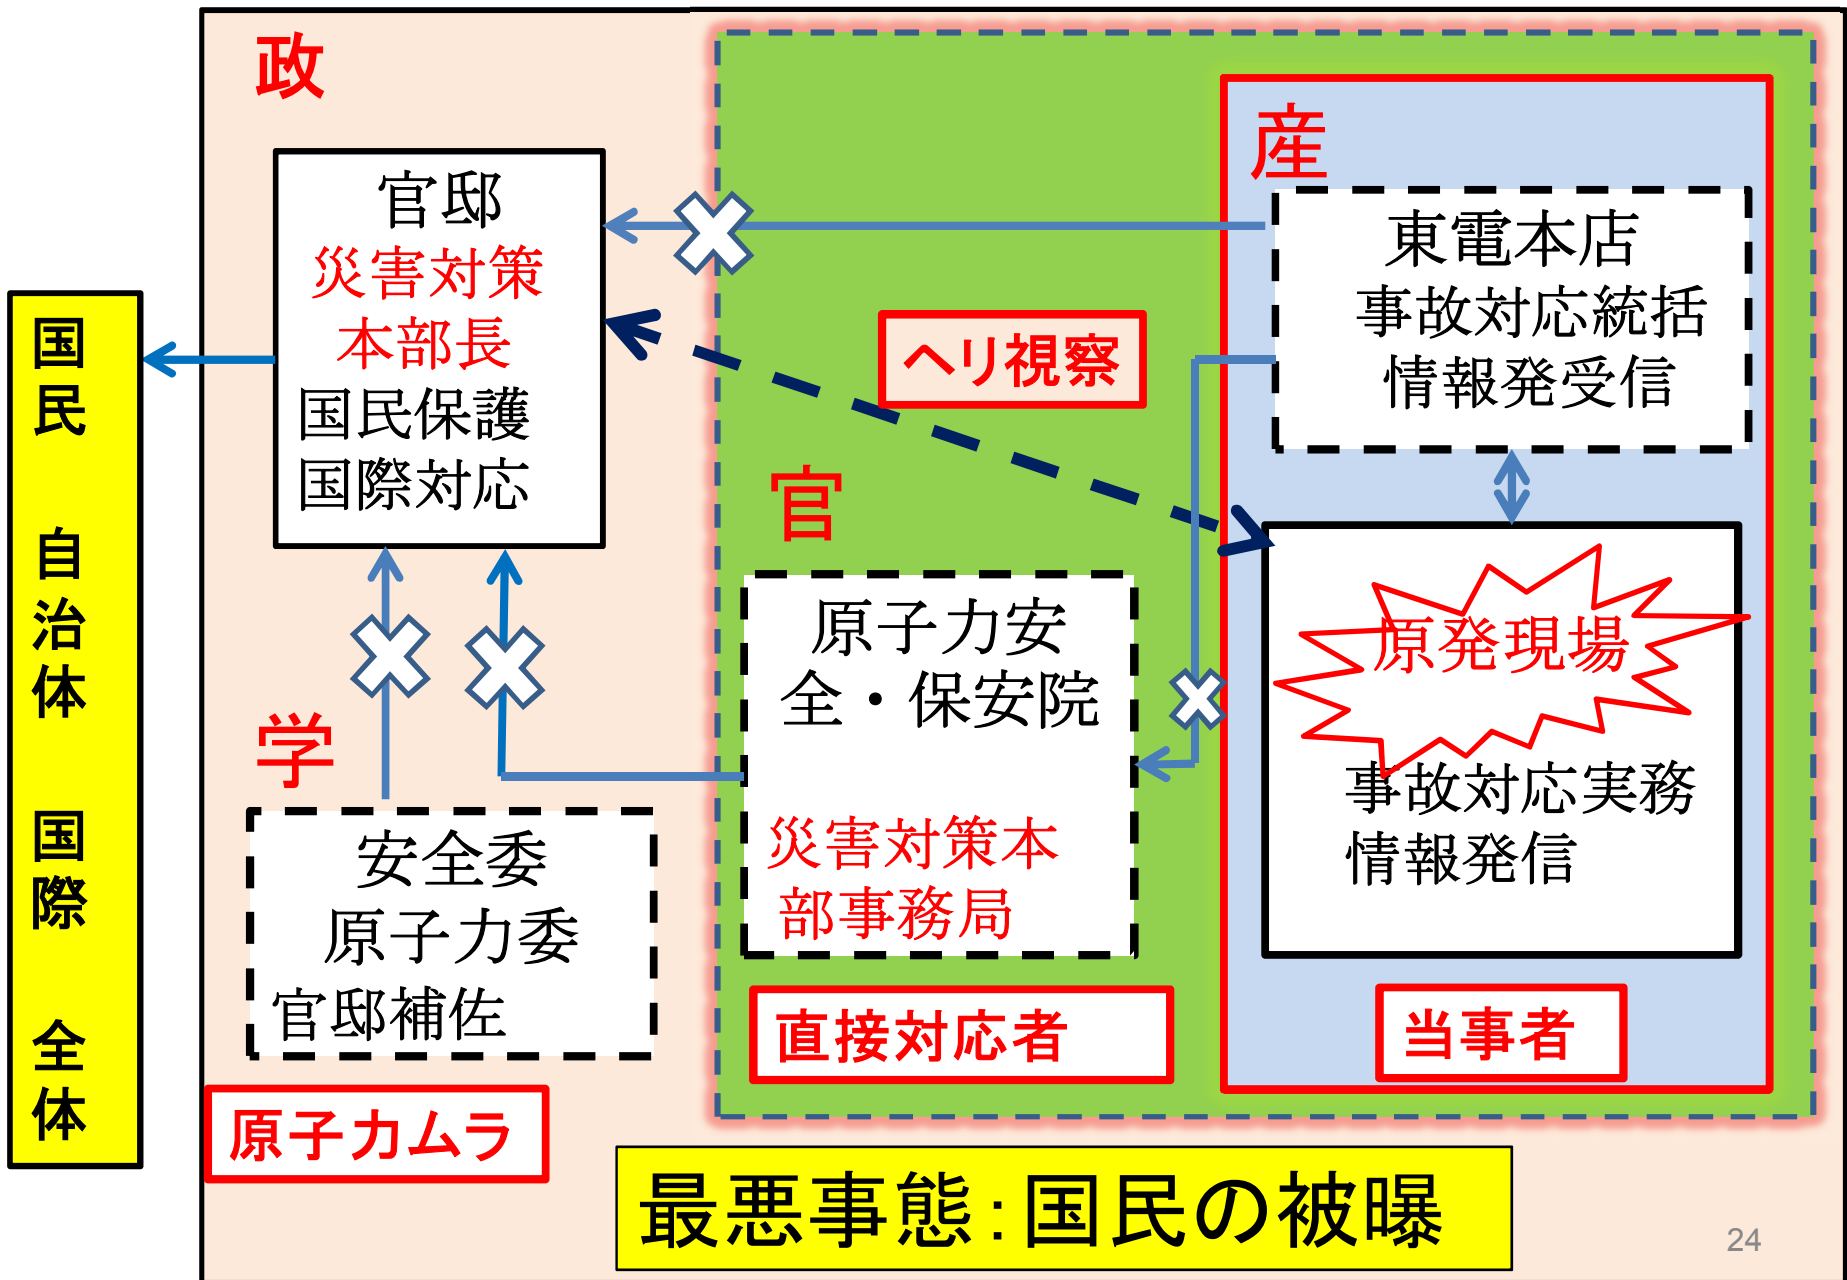 政
官邸
災害対策
本部長
国民保護
国際対応
国民 自治体 国際 全体
学
安全委
原子力委
官邸補佐
原子力ムラ
ヘリ視察
官
原子力安
全・保安院
災害対策本
部事務局
直接対応者
産
東電本店
事故対応統括
情報発受信
原発現場
事故対応実務
情報発信
当事者
最悪事態:国民の被曝
24